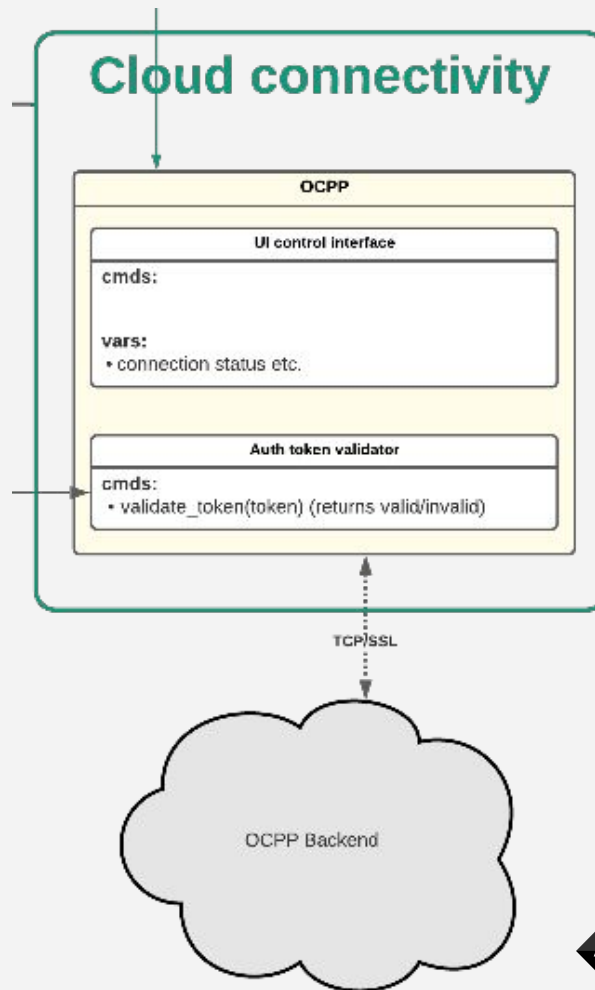 Cloud connectivity
OCPP
UI control interface
cmds:
vars:
• connection status etc.
Auth token validator
cmds:
• validate_token(token) (returns valid/invalid)
TCP/SSL
OCPP Backend